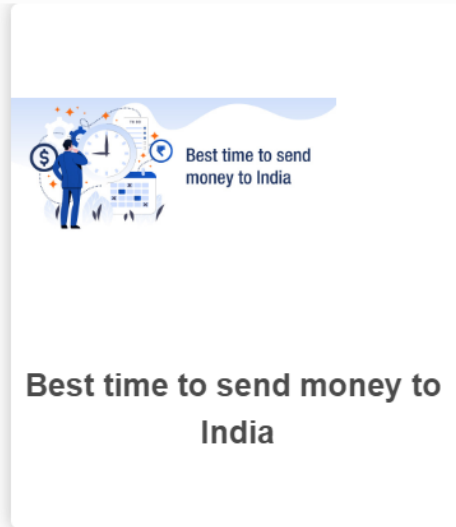 $
₹
Best time to send
money to India
Best time to send money to
India